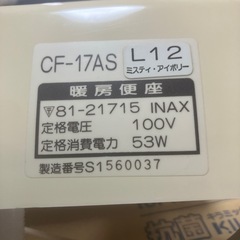 CF-17AS L12
ミスティ・アイボリー
暖房便座
81-21715 INAX
定格電圧 100V
定格消費電力 53W
製造番号S1560037
抗菌